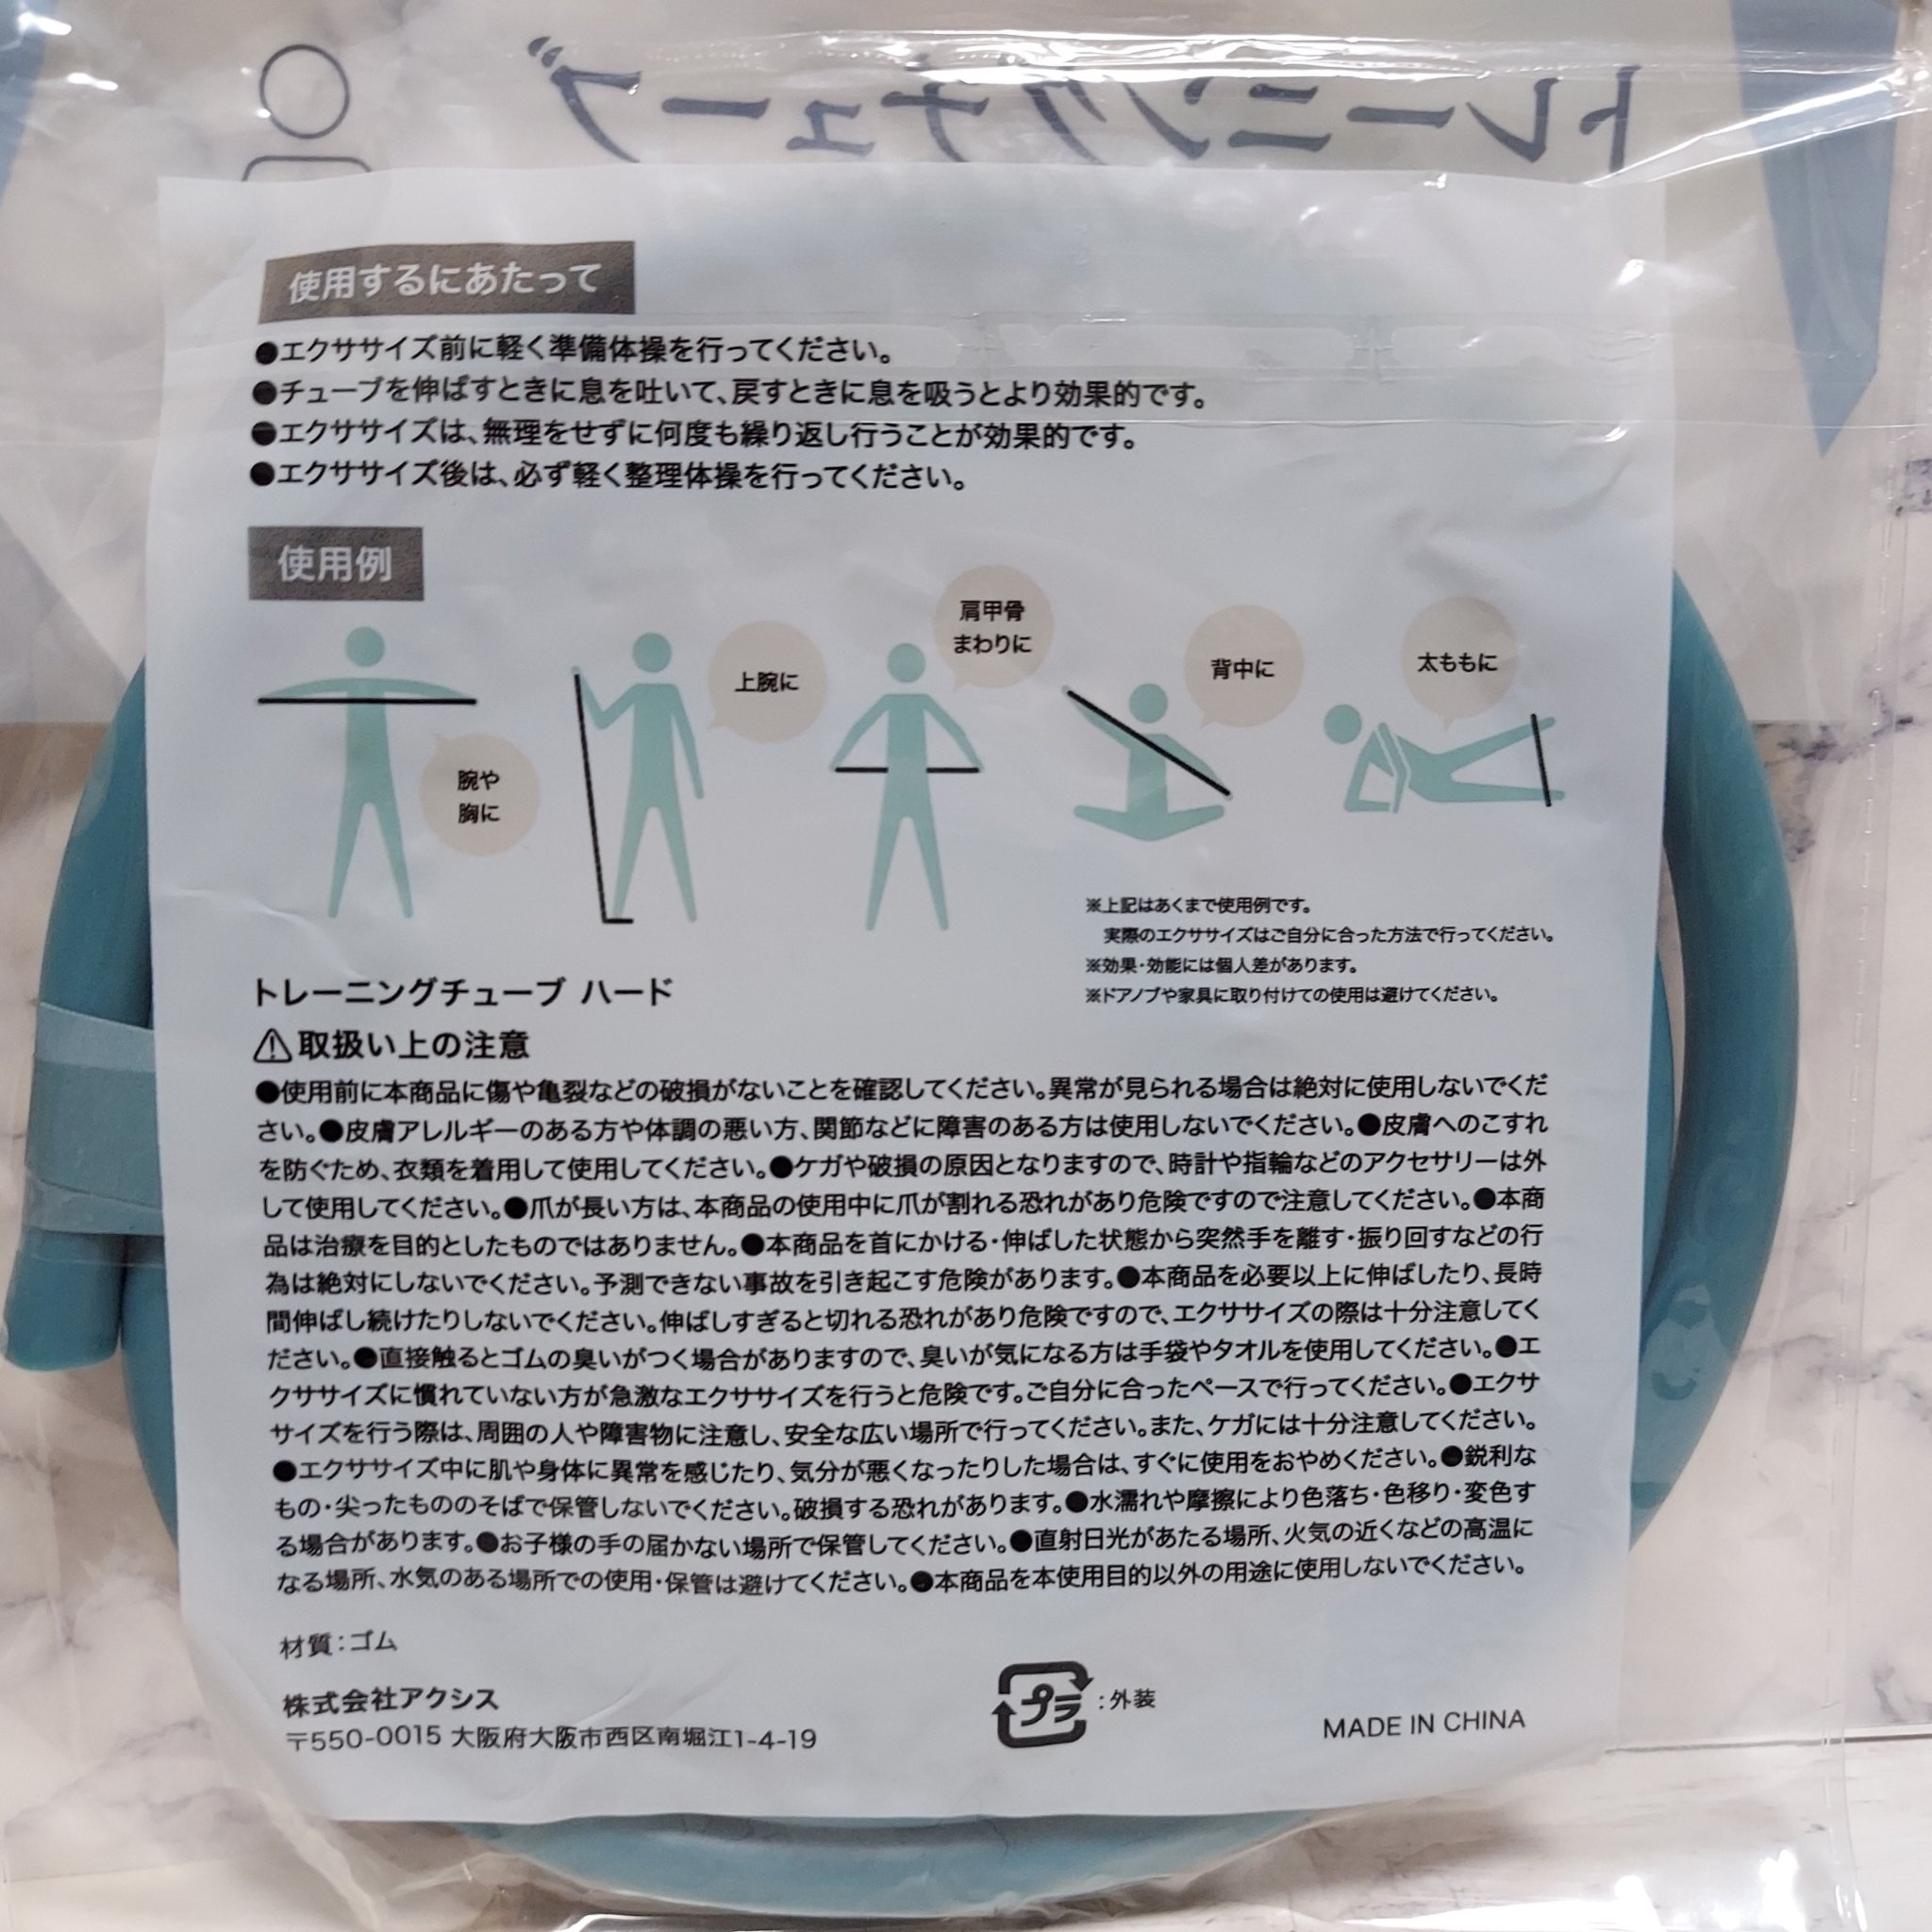 トレーニングチューブ
使用するにあたって
●エクササイズ前に軽く準備体操を行ってください。
●チューブを伸ばすときに息を吐いて、戻すときに息を吸うとより効果的です。
●エクササイズは、無理をせずに何度も繰り返し行うことが効果的です。
●エクササイズ後は、必ず軽く整理体操を行ってください。
使用例
腕や
胸に
上腕に
肩甲骨
まわりに
背中に
太ももに
※上記はあくまで使用例です。
実際のエクササイズはご自分に合った方法で行ってください。
※効果・効能には個人差があります。
※ドアノブや家具に取り付けての使用は避けてください。
トレーニングチューブ ハード
⚠取扱い上の注意
●使用前に本商品に傷や亀裂などの破損がないことを確認してください。異常が見られる場合は絶対に使用しないでくだ
さい。●皮膚アレルギーのある方や体調の悪い方、関節などに障害のある方は使用しないでください。●皮膚へのこすれ
を防ぐため、衣類を着用して使用してください。●ケガや破損の原因となりますので、時計や指輪などのアクセサリーは外
して使用してください。●爪が長い方は、本商品の使用中に爪が割れる恐れがあり危険ですので注意してください。●本商
品は治療を目的としたものではありません。●本商品を首にかける・伸ばした状態から突然手を離す・振り回すなどの行
為は絶対にしないでください。予測できない事故を引き起こす危険があります。●本商品を必要以上に伸ばしたり、長時
間伸ばし続けたりしないでください。伸ばしすぎると切れる恐れがあり危険ですので、エクササイズの際は十分注意してく
ださい。●直接触るとゴムの臭いがつく場合がありますので、臭いが気になる方は手袋やタオルを使用してください。●エ
クササイズに慣れていない方が急激なエクササイズを行うと危険です。ご自分に合ったペースで行ってください。●エクサ
サイズを行う際は、周囲の人や障害物に注意し、安全な広い場所で行ってください。また、ケガには十分注意してください。
●エクササイズ中に肌や身体に異常を感じたり、気分が悪くなったりした場合は、すぐに使用をおやめください。●鋭利な
もの・尖ったもののそばで保管しないでください。破損する恐れがあります。●水濡れや摩擦により色落ち・色移り・変色す
る場合があります。●お子様の手の届かない場所で保管してください。●直射日光があたる場所、火気の近くなどの高温に
なる場所、水気のある場所での使用・保管は避けてください。●本商品を本使用目的以外の用途に使用しないでください。
材質：ゴム
株式会社アクシス
〒550-0015 大阪府大阪市西区南堀江1-4-19
プラ：外装
MADE IN CHINA